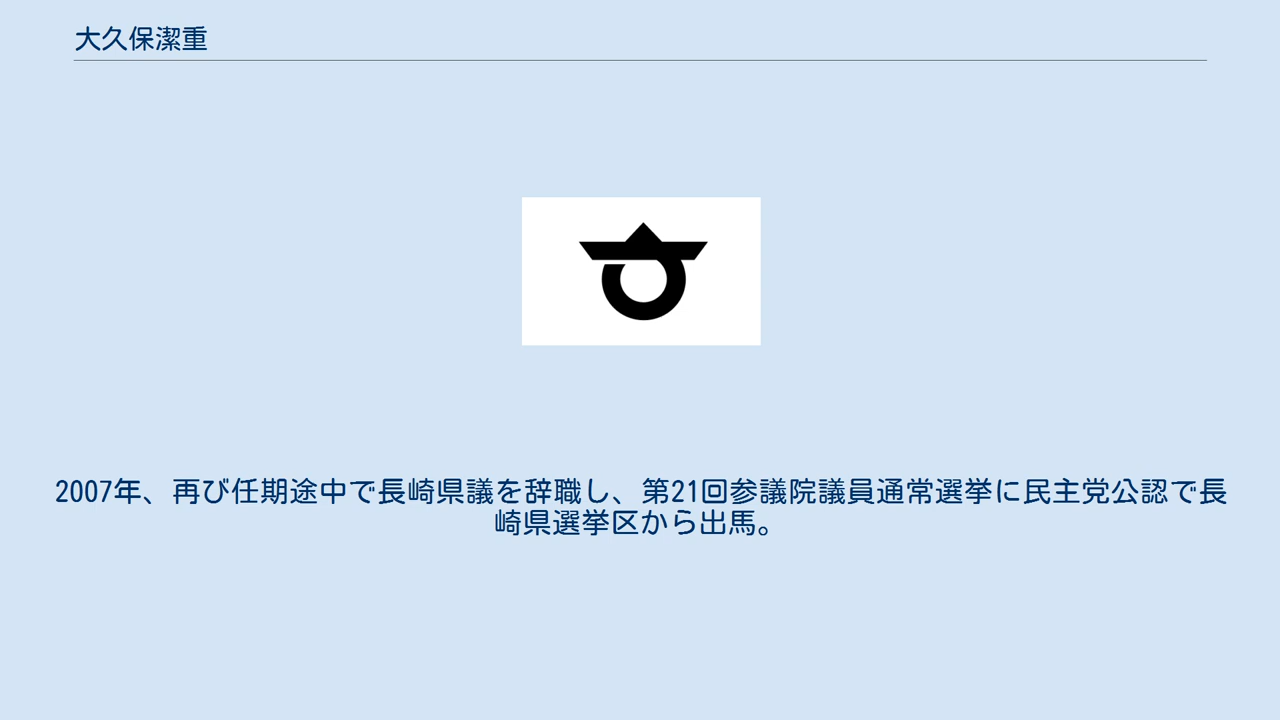 大久保潔重
2007年、再び任期途中で長崎県議を辞職し、第21回参議院議員通常選挙に民主党公認で長
崎県選挙区から出馬。